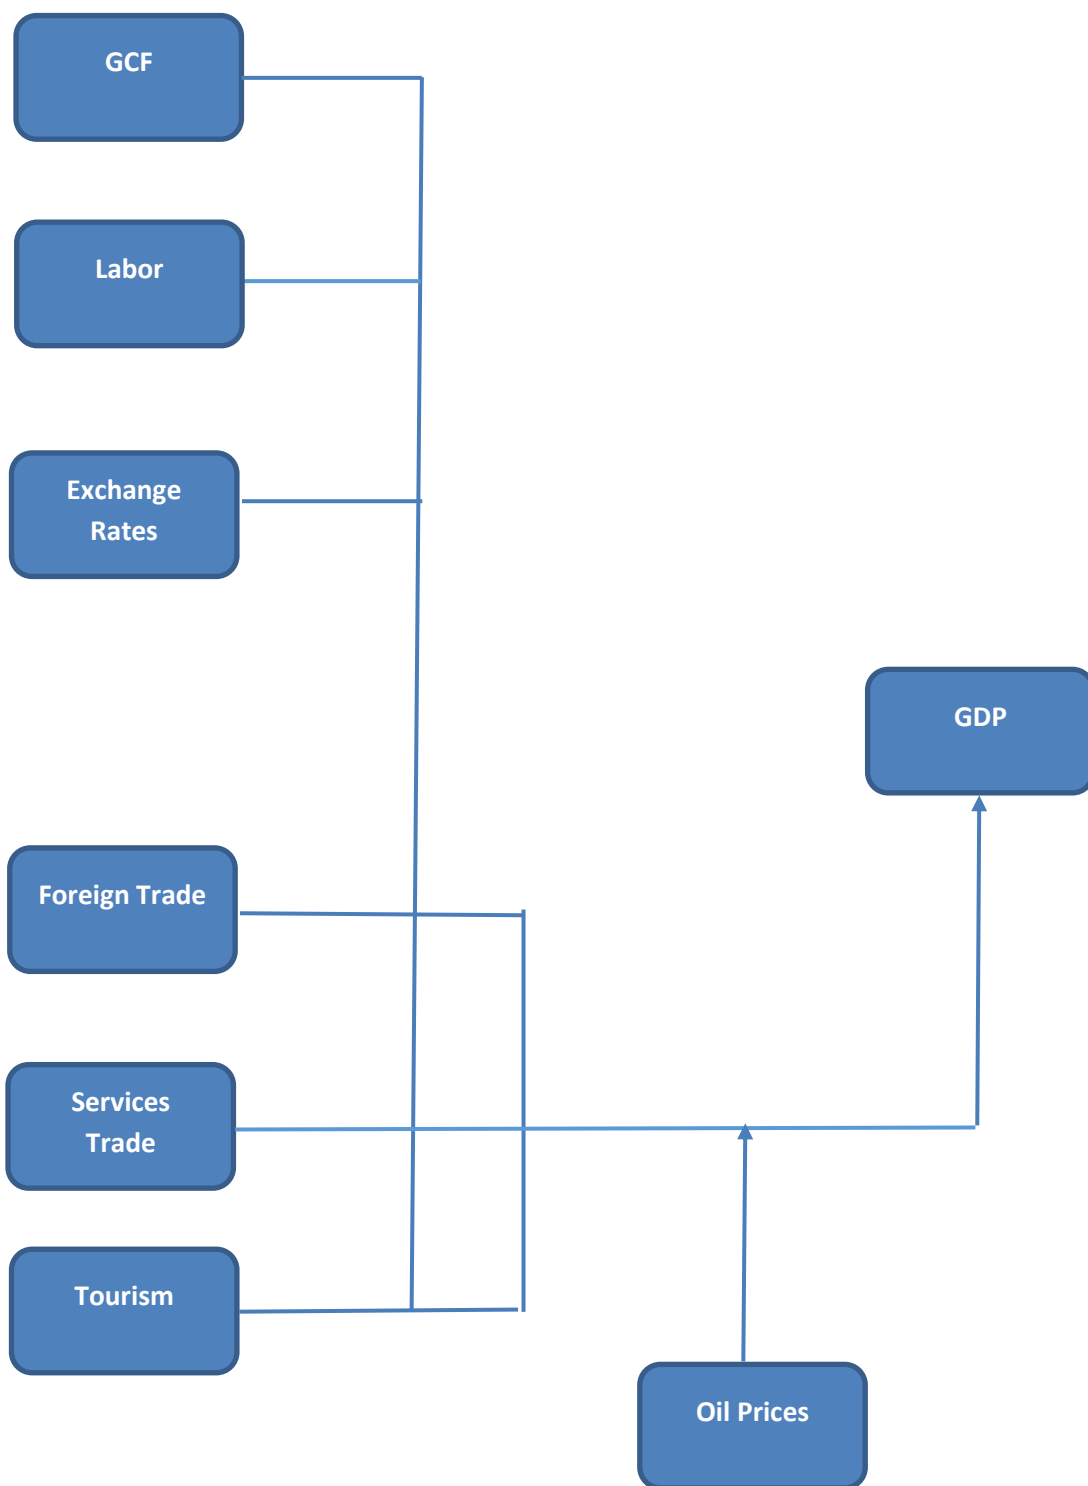 GCF
Labor
Exchange
Rates
GDP
Foreign Trade
Services
Trade
Tourism
Oil Prices